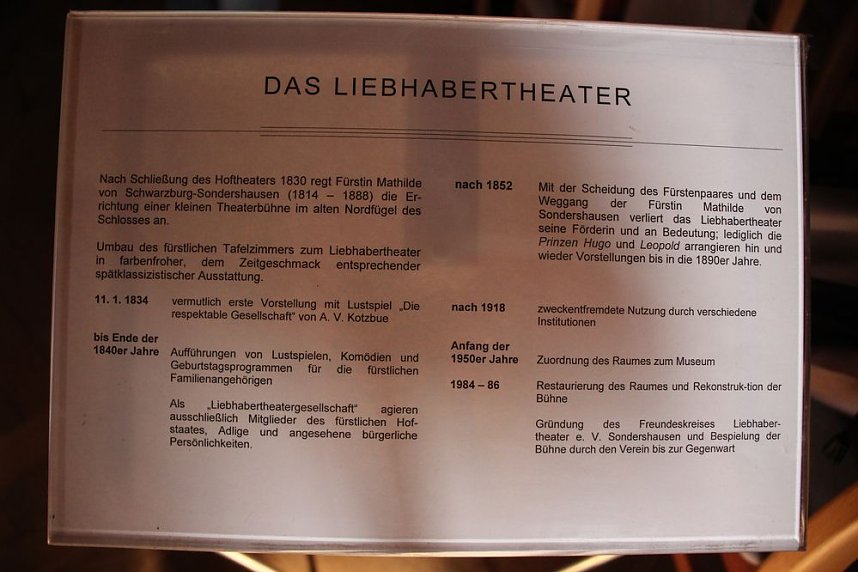 DAS LIEBHABERTHEATER
Nach Schließung des Hoftheaters 1830 regt Fürstin Mathilde
von Schwarzburg-Sondershausen (1814 – 1888) die Er-
richtung einer kleinen Theaterbühne im alten Nordfügel des
Schlosses an.
Umbau des fürstlichen Tafelzimmers zum Liebhabertheater
in farbenfroher, dem Zeitgeschmack entsprechender
spätklassizistischer Ausstattung.
11. 1. 1834 vermutlich erste Vorstellung mit Lustspiel „Die
respektable Gesellschaft" von A. V. Kotzbue
bis Ende der
1840er Jahre Aufführungen von Lustspielen, Komödien und
Geburtstagsprogrammen für die fürstlichen
Familienangehörigen
Als „Liebhabertheatergesellschaft" agieren
ausschließlich Mitglieder des fürstlichen Hof-
staates, Adlige und angesehene bürgerliche
Persönlichkeiten.
nach 1852 Mit der Scheidung des Fürstenpaares und dem
Weggang der Fürstin Mathilde von
Sondershausen verliert das Liebhabertheater
seine Förderin und an Bedeutung; lediglich die
Prinzen Hugo und Leopold arrangieren hin und
wieder Vorstellungen bis in die 1890er Jahre.
nach 1918 zweckentfremdete Nutzung durch verschiedene
Institutionen
Anfang der
1950er Jahre Zuordnung des Raumes zum Museum
1984 – 86 Restaurierung des Raumes und Rekonstruk-tion der
Bühne
Gründung des Freundeskreises Liebhaber-
theater e. V. Sondershausen und Bespielung der
Bühne durch den Verein bis zur Gegenwart